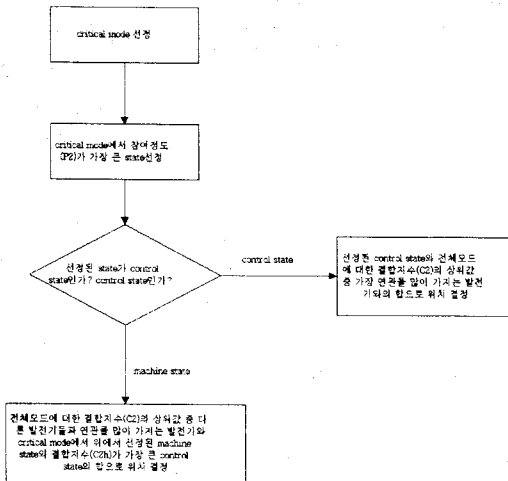 critical mode 선정
critical mode에서 참여정도
(P2)가 가장 큰 state선정
선정된 state가 control
state인가? control state인가?
control state
선정된 control state와 전체모드
에 대한 결합지수(C2)의 상위값
중 가장 연관를 많이 가지는 발전
기와의 합으로 위치 결정
machine state
전체모드에 대한 결합지수(C2)의 상위값 중 다
른 발전기들과 연관를 많이 가지는 발전기와
critical mode에서 위에서 선정된 machine
state의 결합지수(C2h)가 가장 큰 control
state의 합으로 위치 결정